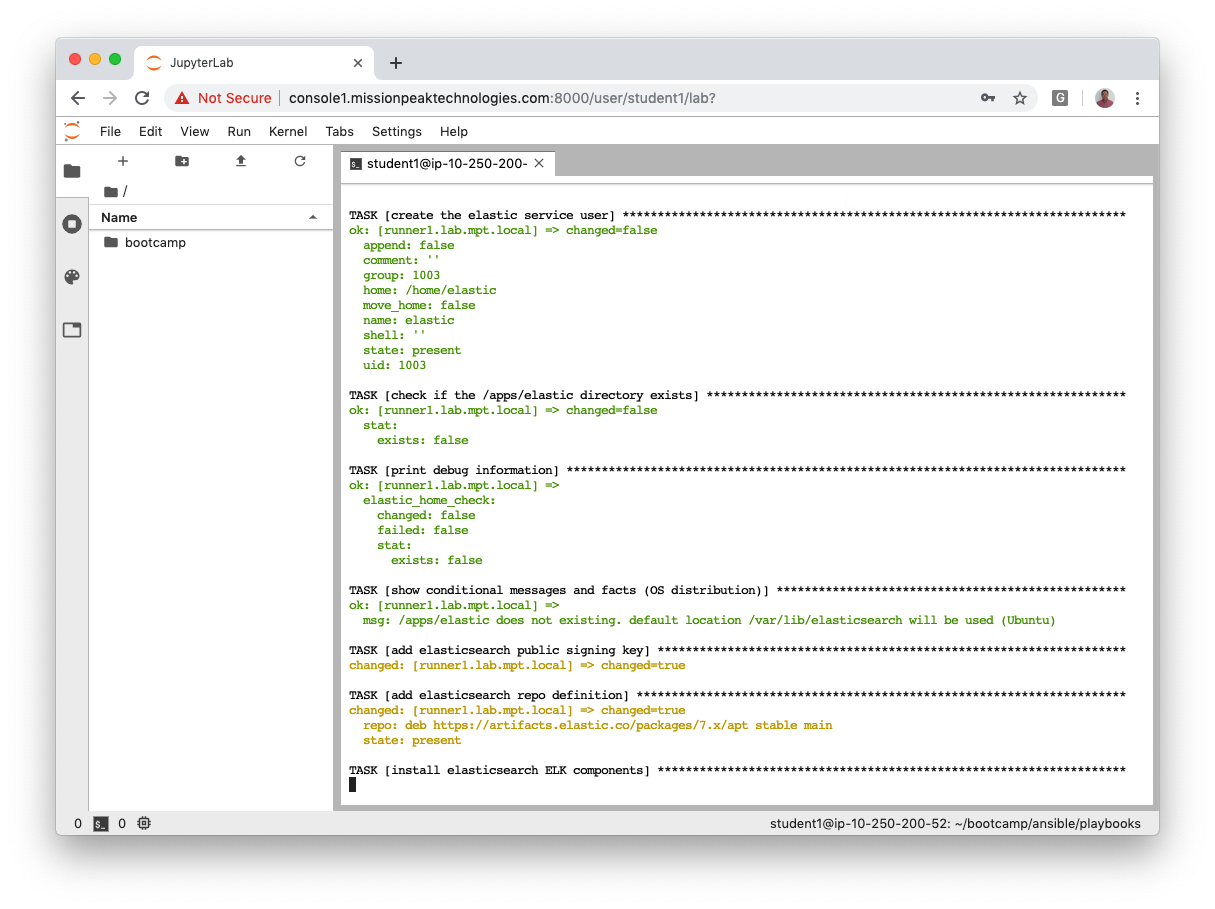 JupyterLab
Not Secure console1.missionpeaktechnologies.com:8000/user/student1/lab?
G
File Edit View Run Kernel Tabs Settings Help
student1@ip-10-250-200-
/
Name
bootcamp
TASK [create the elastic service user] ************************************************************************
ok: [runner1.lab.mpt.local] => changed=false
  append: false
  comment: ''
  group: 1003
  home: /home/elastic
  move_home: false
  name: elastic
  shell: ''
  state: present
  uid: 1003
TASK [check if the /apps/elastic directory exists] ************************************************************
ok: [runner1.lab.mpt.local] => changed=false
  stat:
    exists: false
TASK [print debug information] ********************************************************************************
ok: [runner1.lab.mpt.local] =>
  elastic_home_check:
    changed: false
    failed: false
    stat:
      exists: false
TASK [show conditional messages and facts (OS distribution)] **************************************************
ok: [runner1.lab.mpt.local] =>
  msg: /apps/elastic does not existing. default location /var/lib/elasticsearch will be used (Ubuntu)
TASK [add elasticsearch public signing key] *******************************************************************
changed: [runner1.lab.mpt.local] => changed=true
TASK [add elasticsearch repo definition] **********************************************************************
changed: [runner1.lab.mpt.local] => changed=true
  repo: deb https://artifacts.elastic.co/packages/7.x/apt stable main
  state: present
TASK [install elasticsearch ELK components] *******************************************************************
0 $_ 0
student1@ip-10-250-200-52: ~/bootcamp/ansible/playbooks